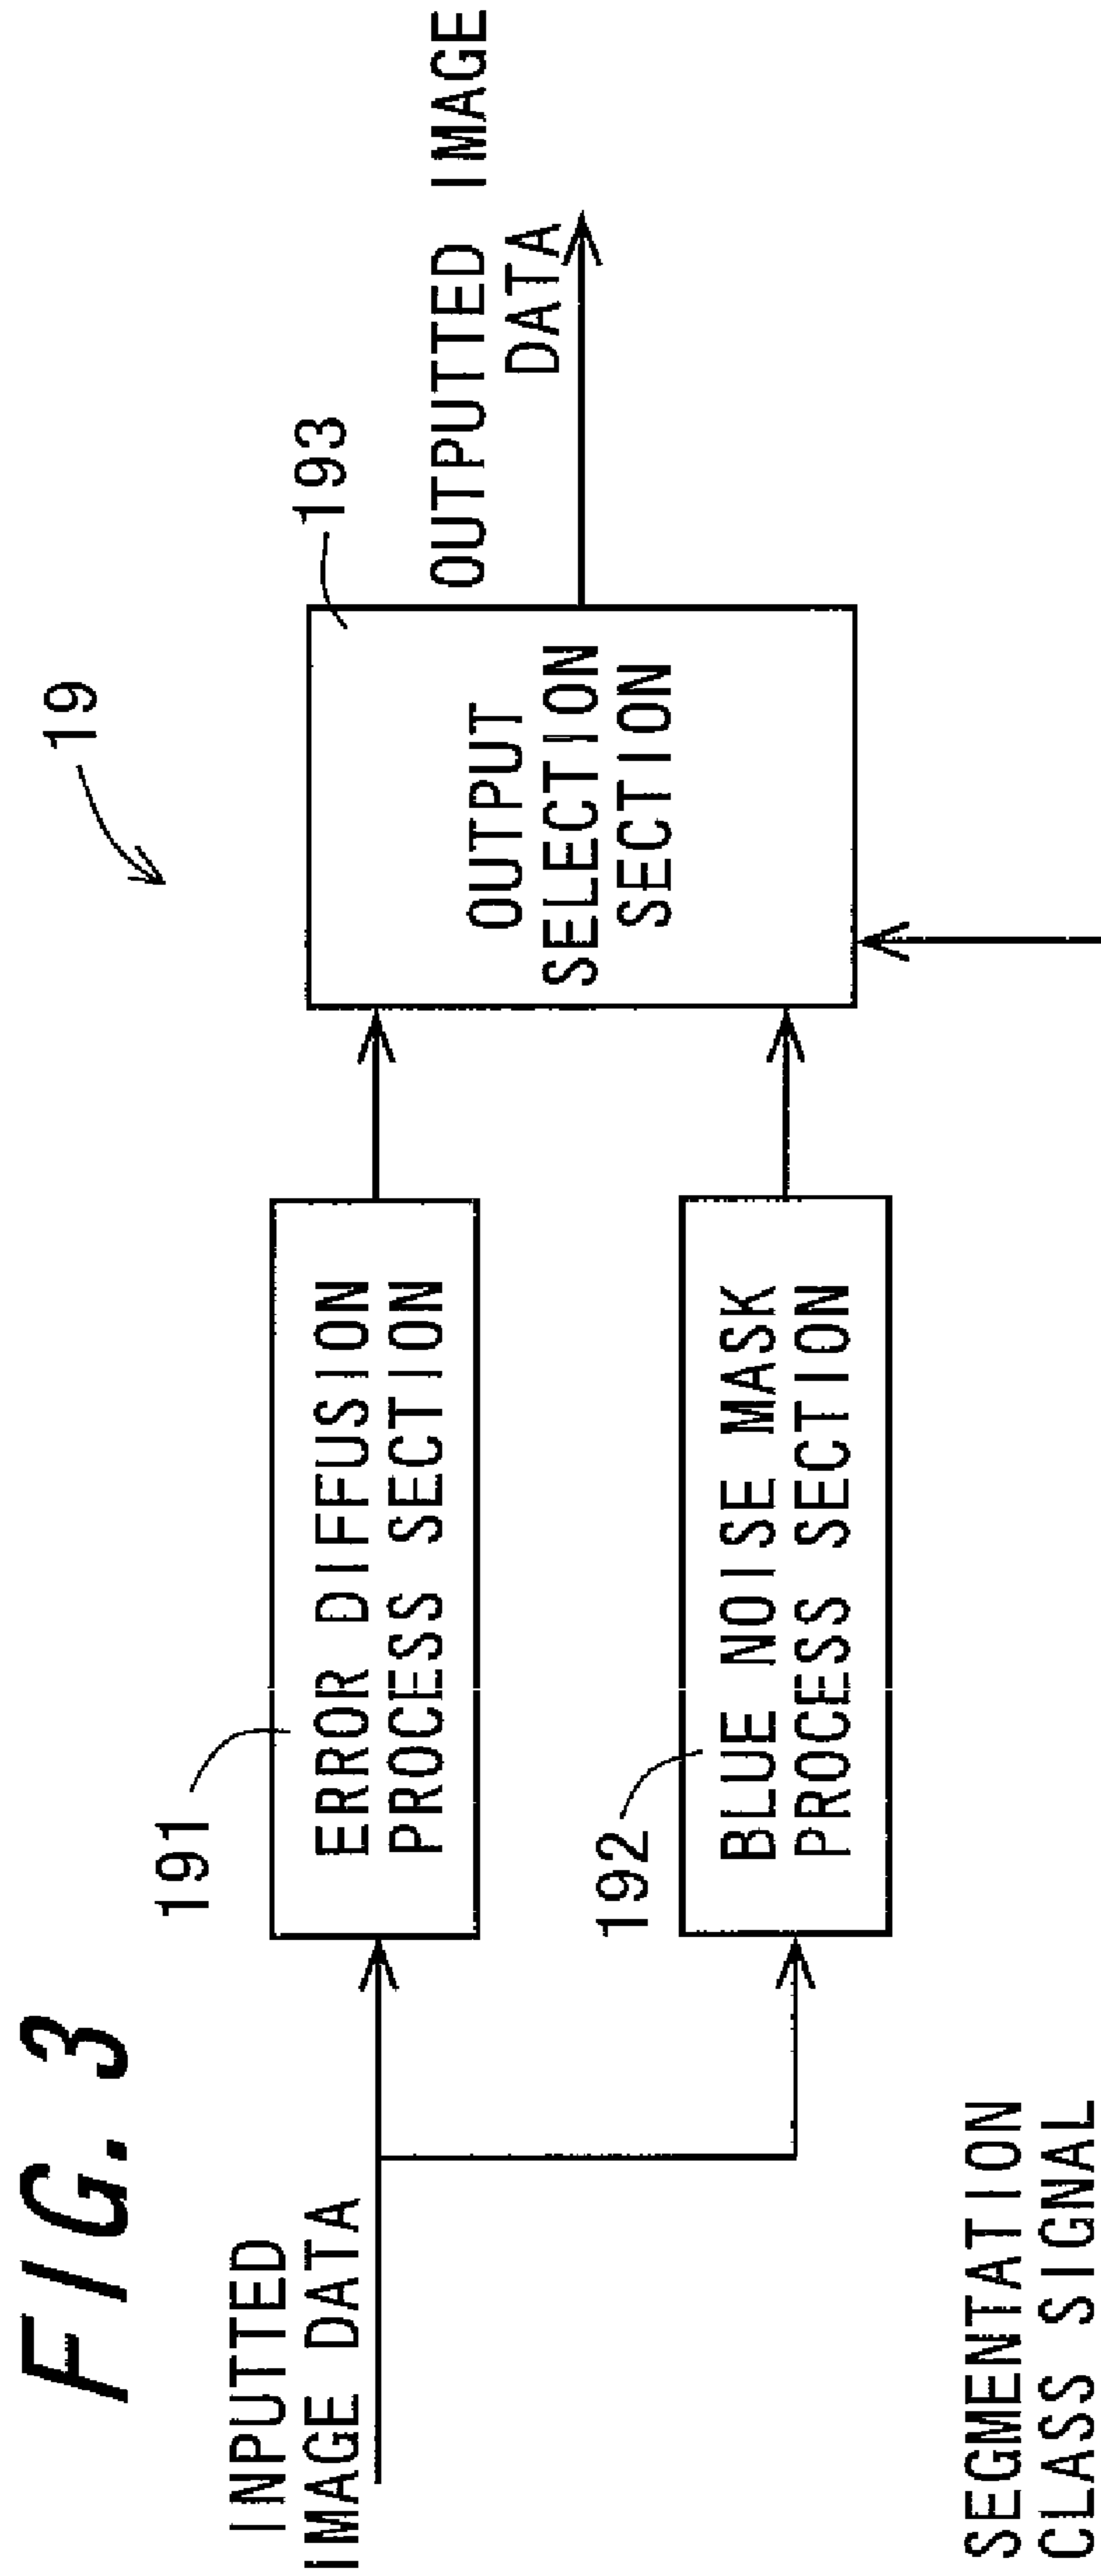 FIG. 3
19
INPUTTED
IMAGE DATA
191
ERROR DIFFUSION
PROCESS SECTION
192
BLUE NOISE MASK
PROCESS SECTION
193
OUTPUT
SELECTION
SECTION
OUTPUTTED IMAGE
DATA
SEGMENTATION
CLASS SIGNAL